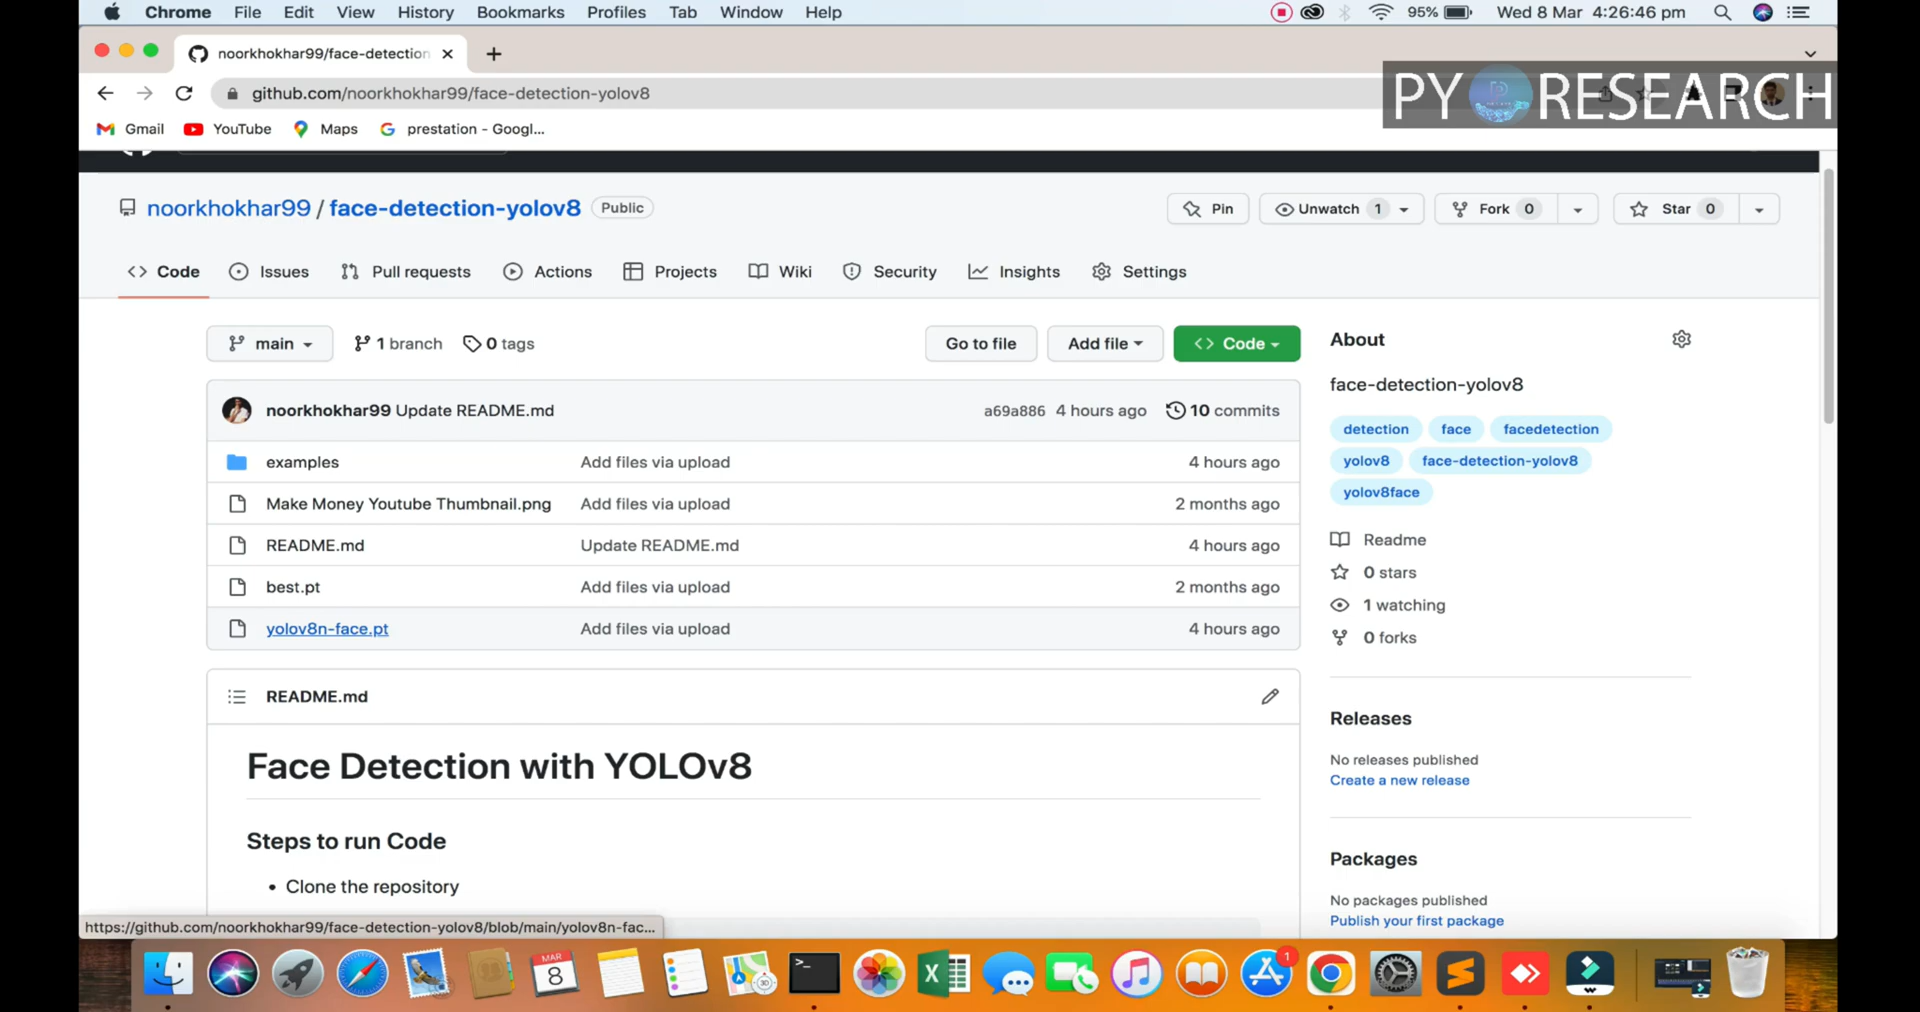 Chrome File Edit View History Bookmarks Profiles Tab Window Help 95% Wed 8 Mar 4:26:46 pm
noorkhokhar99/face-detection
github.com/noorkhokhar99/face-detection-yolov8
PY RESEARCH
Gmail YouTube Maps prestation - Googl...
noorkhokhar99 / face-detection-yolov8 Public Pin Unwatch 1 Fork 0 Star 0
Code Issues Pull requests Actions Projects Wiki Security Insights Settings
main 1 branch 0 tags Go to file Add file Code
About
face-detection-yolov8
noorkhokhar99 Update README.md a69a886 4 hours ago 10 commits
detection face facedetection
examples Add files via upload 4 hours ago
yolov8 face-detection-yolov8
yolov8face
Make Money Youtube Thumbnail.png Add files via upload 2 months ago
README.md Update README.md 4 hours ago
Readme
best.pt Add files via upload 2 months ago
0 stars
1 watching
yolov8n-face.pt Add files via upload 4 hours ago
0 forks
README.md
Releases
No releases published
Create a new release
Face Detection with YOLOv8
Steps to run Code
Clone the repository
Packages
No packages published
Publish your first package
https://github.com/noorkhokhar99/face-detection-yolov8/blob/main/yolov8n-fac...
MAR
8
1